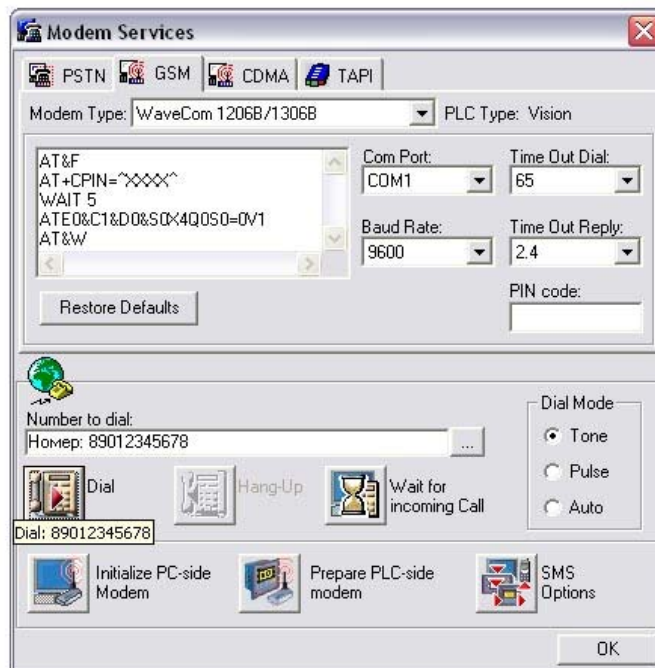 Modem Services
PSTN GSM CDMA TAPI
Modem Type: WaveCom 1206B/1306B PLC Type: Vision
AT&F
AT+CPIN=^XXXX^
WAIT 5
ATE0&C1&D0&S0X4Q0S0=0V1
AT&W
Com Port: Time Out Dial:
COM1 65
Baud Rate: Time Out Reply:
9600 2.4
PIN code:
Restore Defaults
Number to dial:
Номер: 89012345678 ...
Dial Mode
Tone
Pulse
Auto
Dial Hang-Up Wait for
incoming Call
Dial: 89012345678
Initialize PC-side
Modem
Prepare PLC-side
modem
SMS
Options
OK